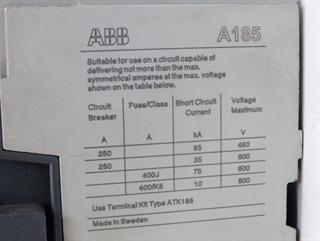 ABB A185
Suitable for use on a circuit capable of
delivering not more than the max.
symmetrical amperes at the max. voltage
shown on the table below.
Circuit Fuse/Class Short Circuit Voltage
Breaker Current Maximum
A A kA V
250 65 480
250 35 600
400J 75 600
400/K5 10 600
Use Terminal Kit Type ATK185
Made in Sweden